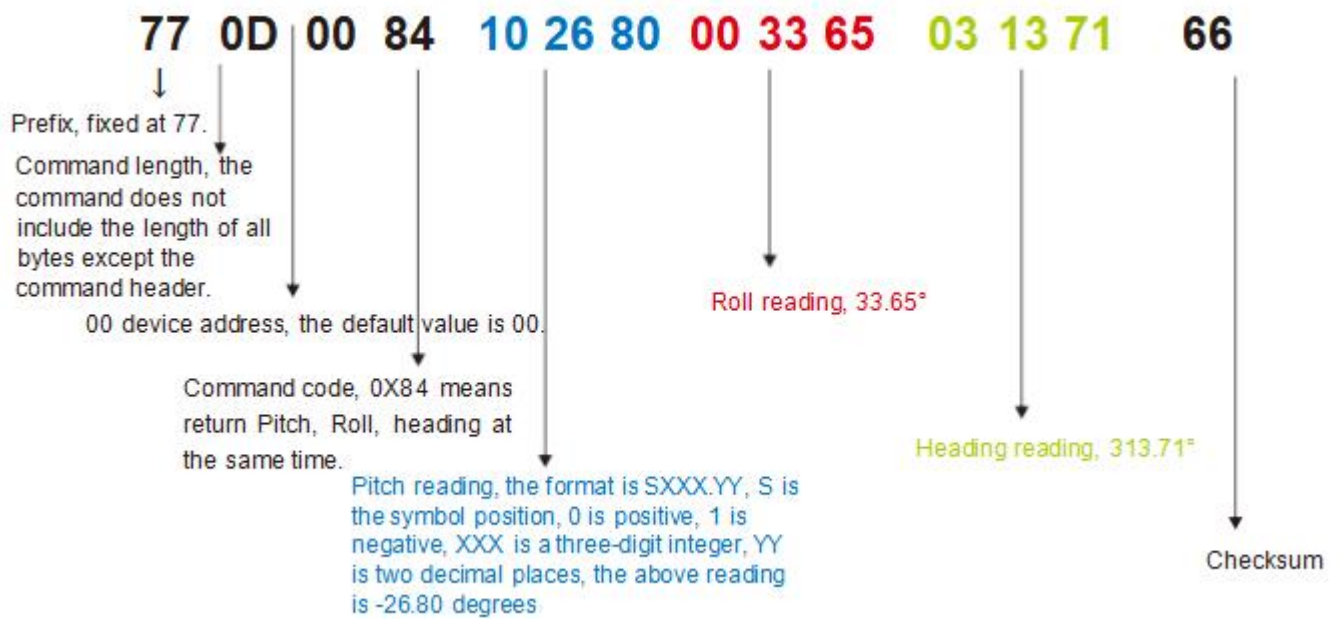 77 0D 00 84 10 26 80 00 33 65 03 13 71 66
Prefix, fixed at 77.
Command length, the
command does not
include the length of all
bytes except the
command header.
00 device address, the default value is 00.
Command code, 0X84 means
return Pitch, Roll, heading at
the same time.
Pitch reading, the format is SXXX.YY, S is
the symbol position, 0 is positive, 1 is
negative, XXX is a three-digit integer, YY
is two decimal places, the above reading
is -26.80 degrees
Roll reading, 33.65°
Heading reading, 313.71°
Checksum